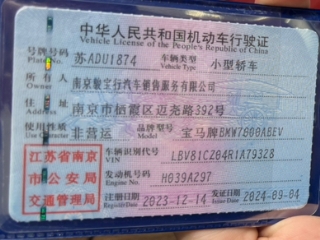 中华人民共和国机动车行驶证
Vehicle License of the People's Republic of China
号牌号码 苏ADU1874 车辆类型 小型轿车
Plate No. Vehicle Type
所有人 南京骏宝行汽车销售服务有限公司
Owner
住址 南京市栖霞区迈尧路392号
Address
使用性质 非营运 品牌型号 宝马牌BMW7000ABEV
Use Character Model
江苏省南京市公安局交通管理局
车辆识别代号 LBV81CZ04R1A79328
VIN
发动机号码 H039A297
Engine No.
注册日期 2023-12-14 发证日期 2024-09-04
Register Date Issue Date